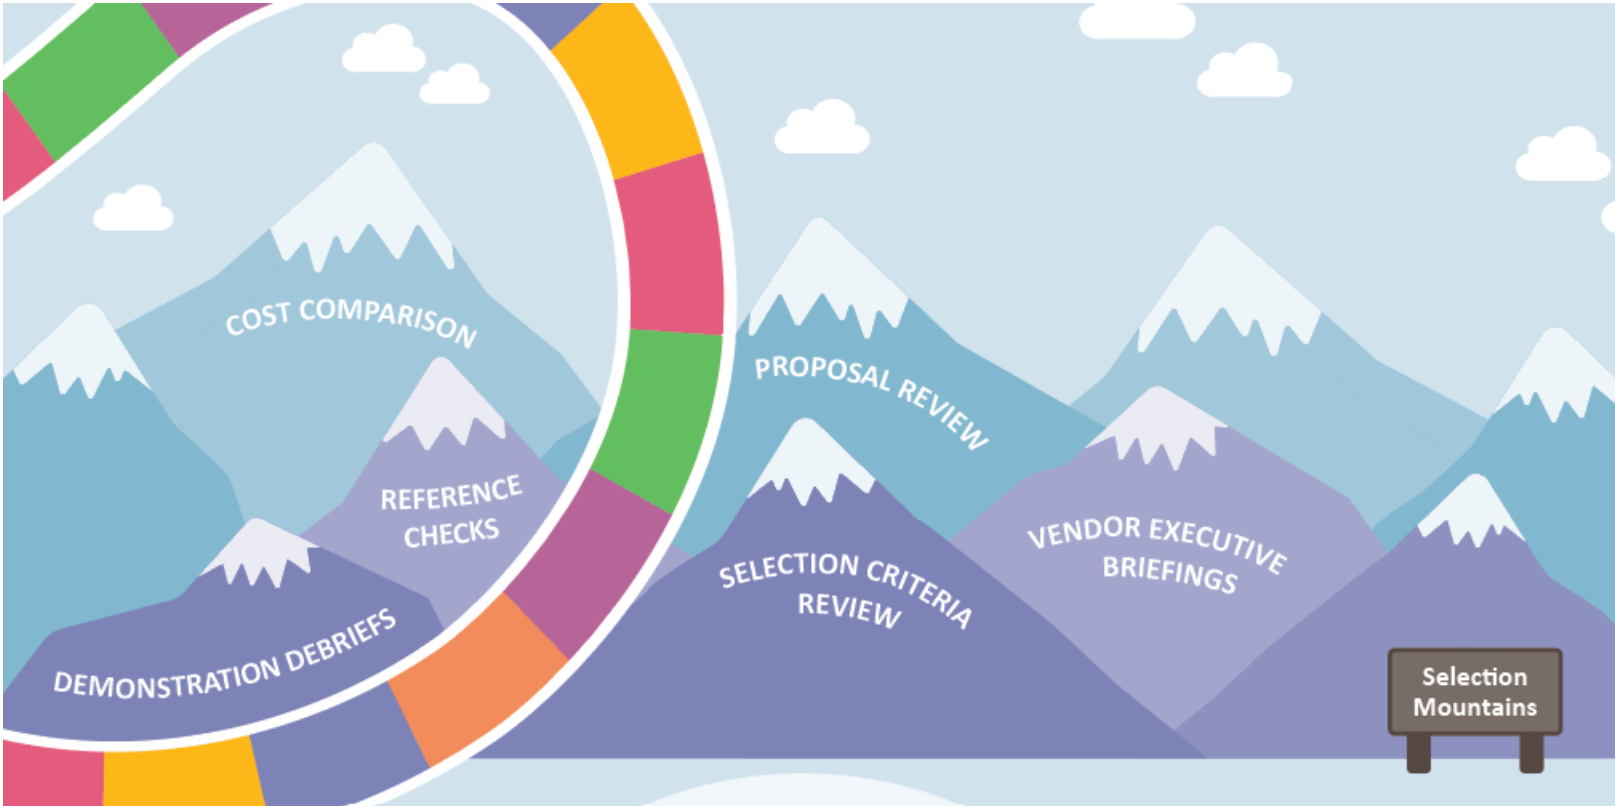 COST COMPARISON
REFERENCE
CHECKS
DEMONSTRATION DEBRIEFS
PROPOSAL REVIEW
SELECTION CRITERIA
REVIEW
VENDOR EXECUTIVE
BRIEFINGS
Selection
Mountains